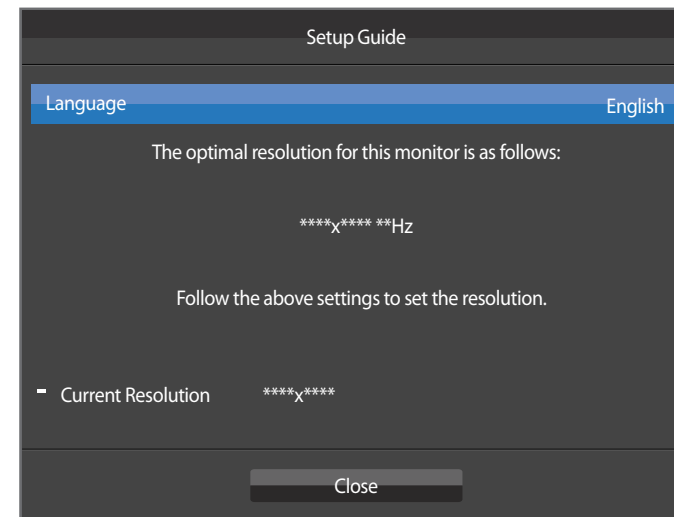 Setup Guide
Language English
The optimal resolution for this monitor is as follows:
****x**** **Hz
Follow the above settings to set the resolution.
- Current Resolution ****x****
Close